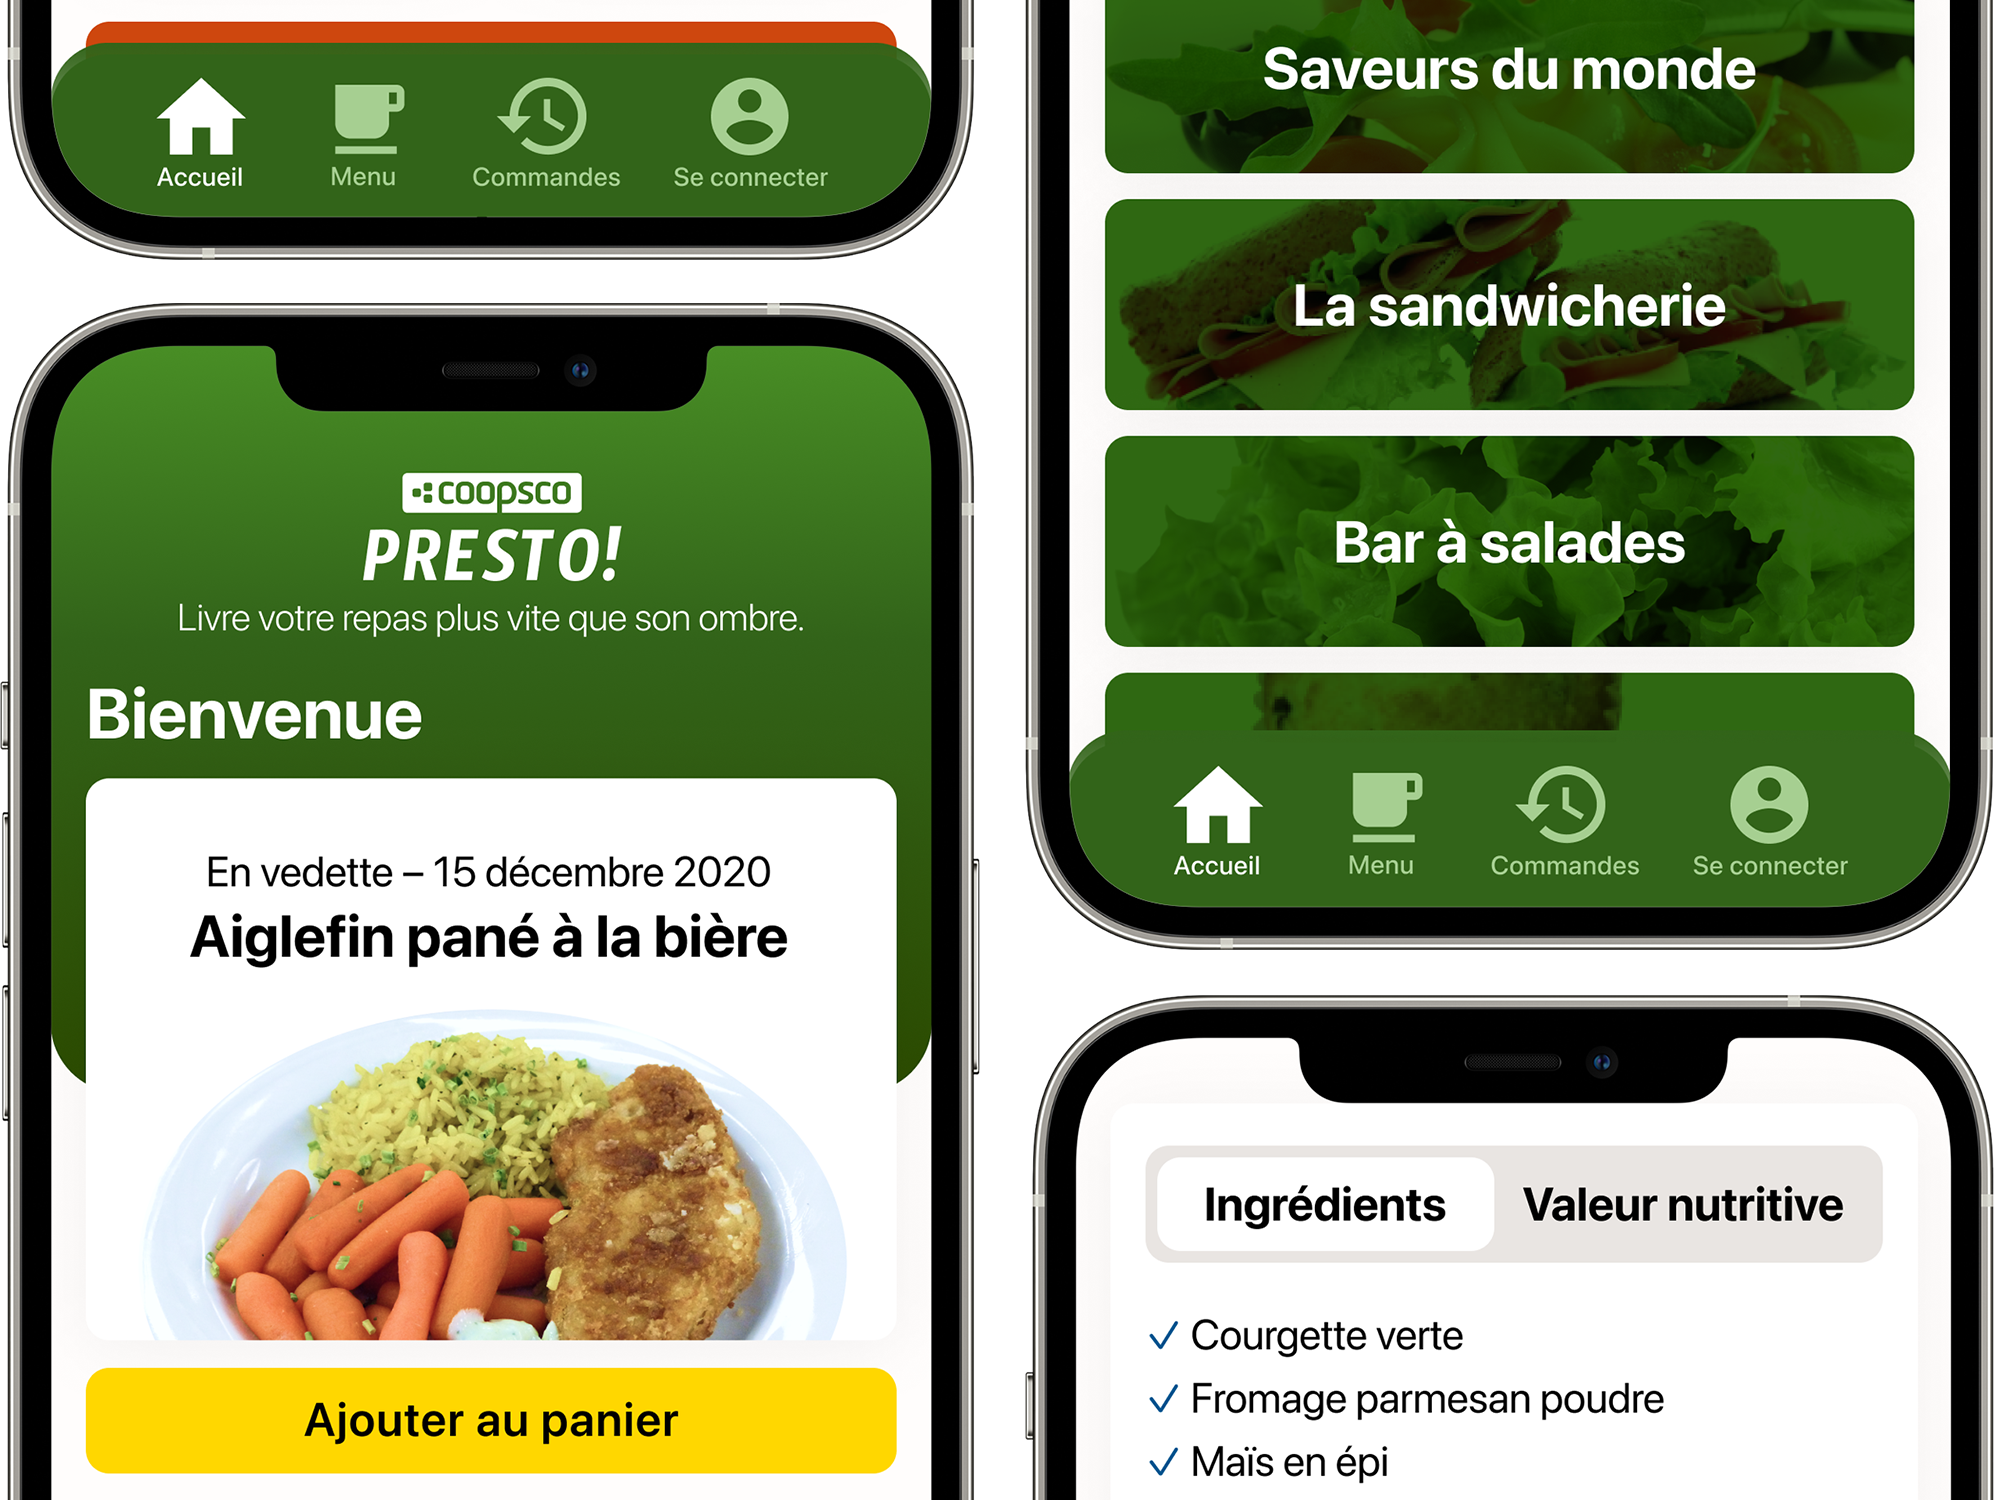 Accueil
Menu
Commandes
Se connecter
coopsco
PRESTO!
Livre votre repas plus vite que son ombre.
Bienvenue
En vedette – 15 décembre 2020
Aiglefin pané à la bière
Ajouter au panier
Saveurs du monde
La sandwicherie
Bar à salades
Accueil
Menu
Commandes
Se connecter
Ingrédients
Valeur nutritive
✓ Courgette verte
✓ Fromage parmesan poudre
✓ Maïs en épi